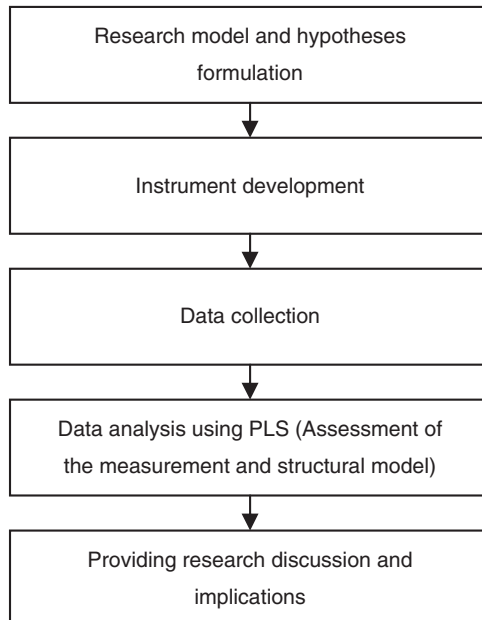 Research model and hypotheses
formulation
Instrument development
Data collection
Data analysis using PLS (Assessment of
the measurement and structural model)
Providing research discussion and
implications